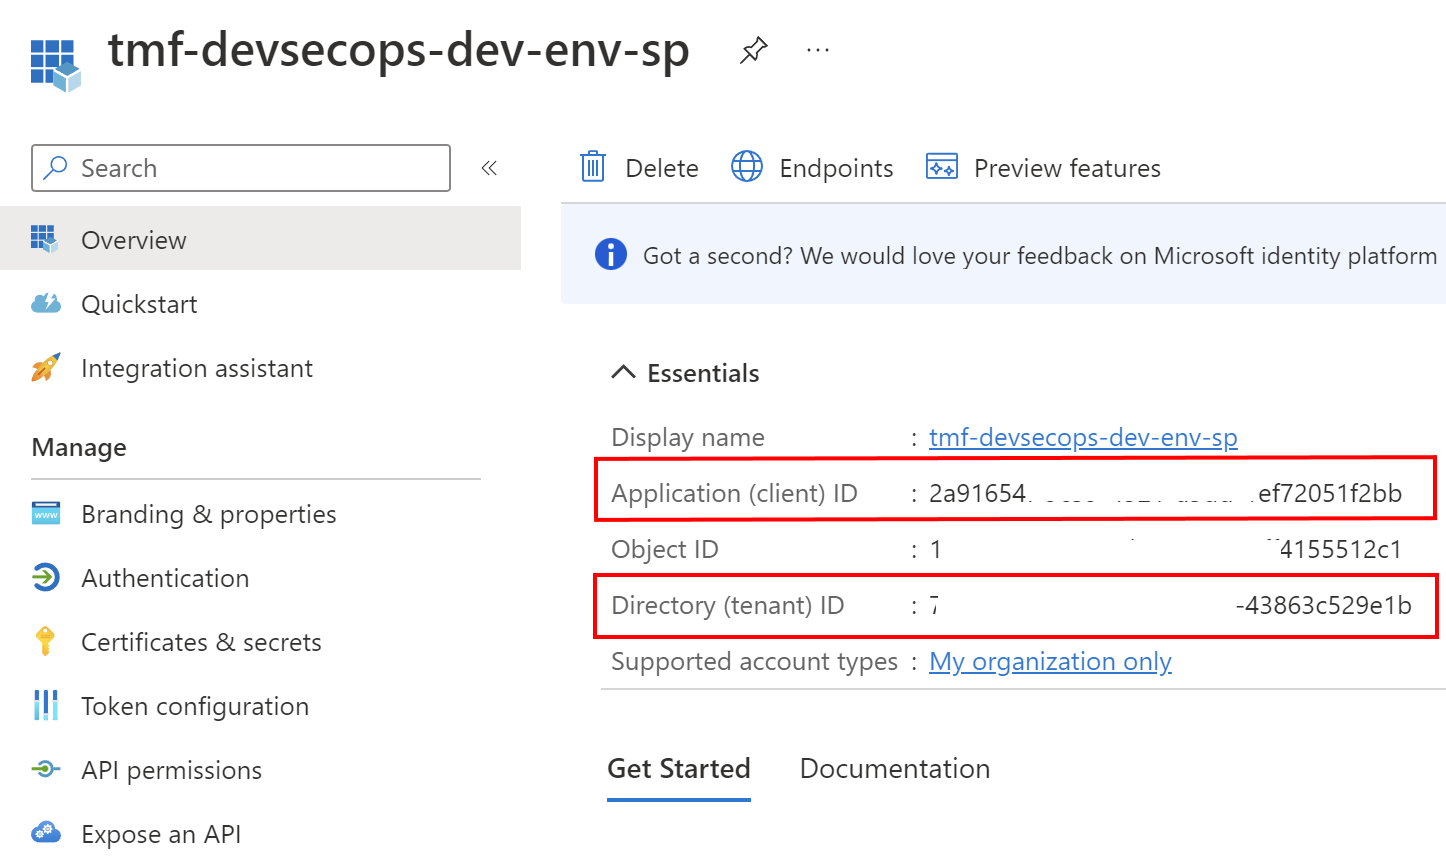 tmf-devsecops-dev-env-sp
Search
Overview
Quickstart
Integration assistant
Manage
Branding & properties
Authentication
Certificates & secrets
Token configuration
API permissions
Expose an API
Delete Endpoints Preview features
Got a second? We would love your feedback on Microsoft identity platform
Essentials
Display name : tmf-devsecops-dev-env-sp
Application (client) ID : 2a91654 ef72051f2bb
Object ID : 1 4155512c1
Directory (tenant) ID : 7 -43863c529e1b
Supported account types : My organization only
Get Started Documentation